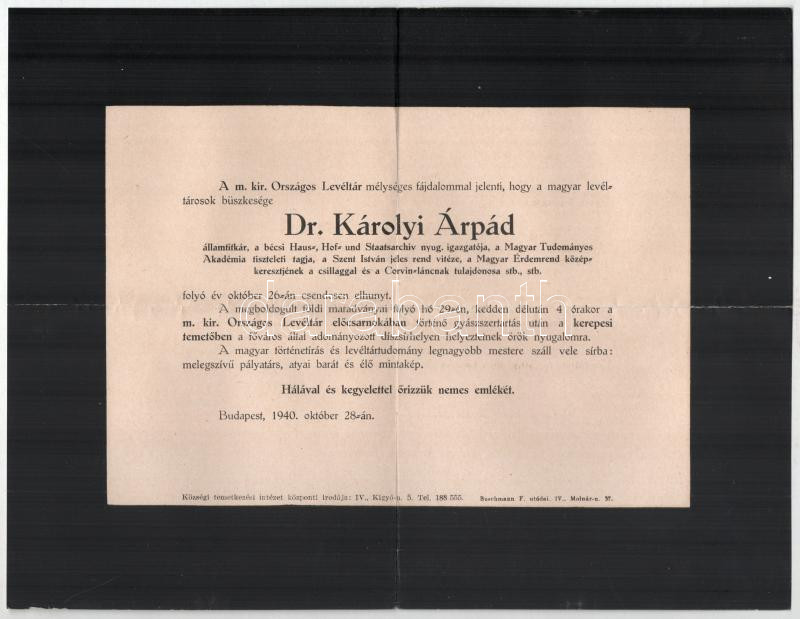 A m. kir. Országos Levéltár mélységes fájdalommal jelenti, hogy a magyar levél-
tárosok büszkesége
Dr. Károlyi Árpád
államtitkár, a bécsi Haus-, Hof- und Staatsarchiv nyug. igazgatója, a Magyar Tudományos
Akadémia tiszteleti tagja, a Szent István jeles rend vitéze, a Magyar Érdemrend közép-
keresztjének a csillaggal és a Corvin-láncnak tulajdonosa stb., stb.
folyó év október 26-án csendesen elhunyt.
A megboldogult földi maradványai folyó hó 29-én, kedden délután 4 órakor a
m. kir. Országos Levéltár előcsarnokában történő gyászszertartás után a kerepesi
temetőben a főváros által adományozott díszsírhelyen helyeztetnek örök nyugalomra.
A magyar történetírás és levéltártudomány legnagyobb mestere száll vele sírba:
melegszívű pályatárs, atyai barát és élő mintakép.
Hálával és kegyelettel őrizzük nemes emlékét.
Budapest, 1940. október 28-án.
Községi temetkezési intézet központi irodája: IV., Kigyó-u. 5. Tel. 188 555. Buschmann F. utódai. IV., Molnár-u. 37.
darabanth